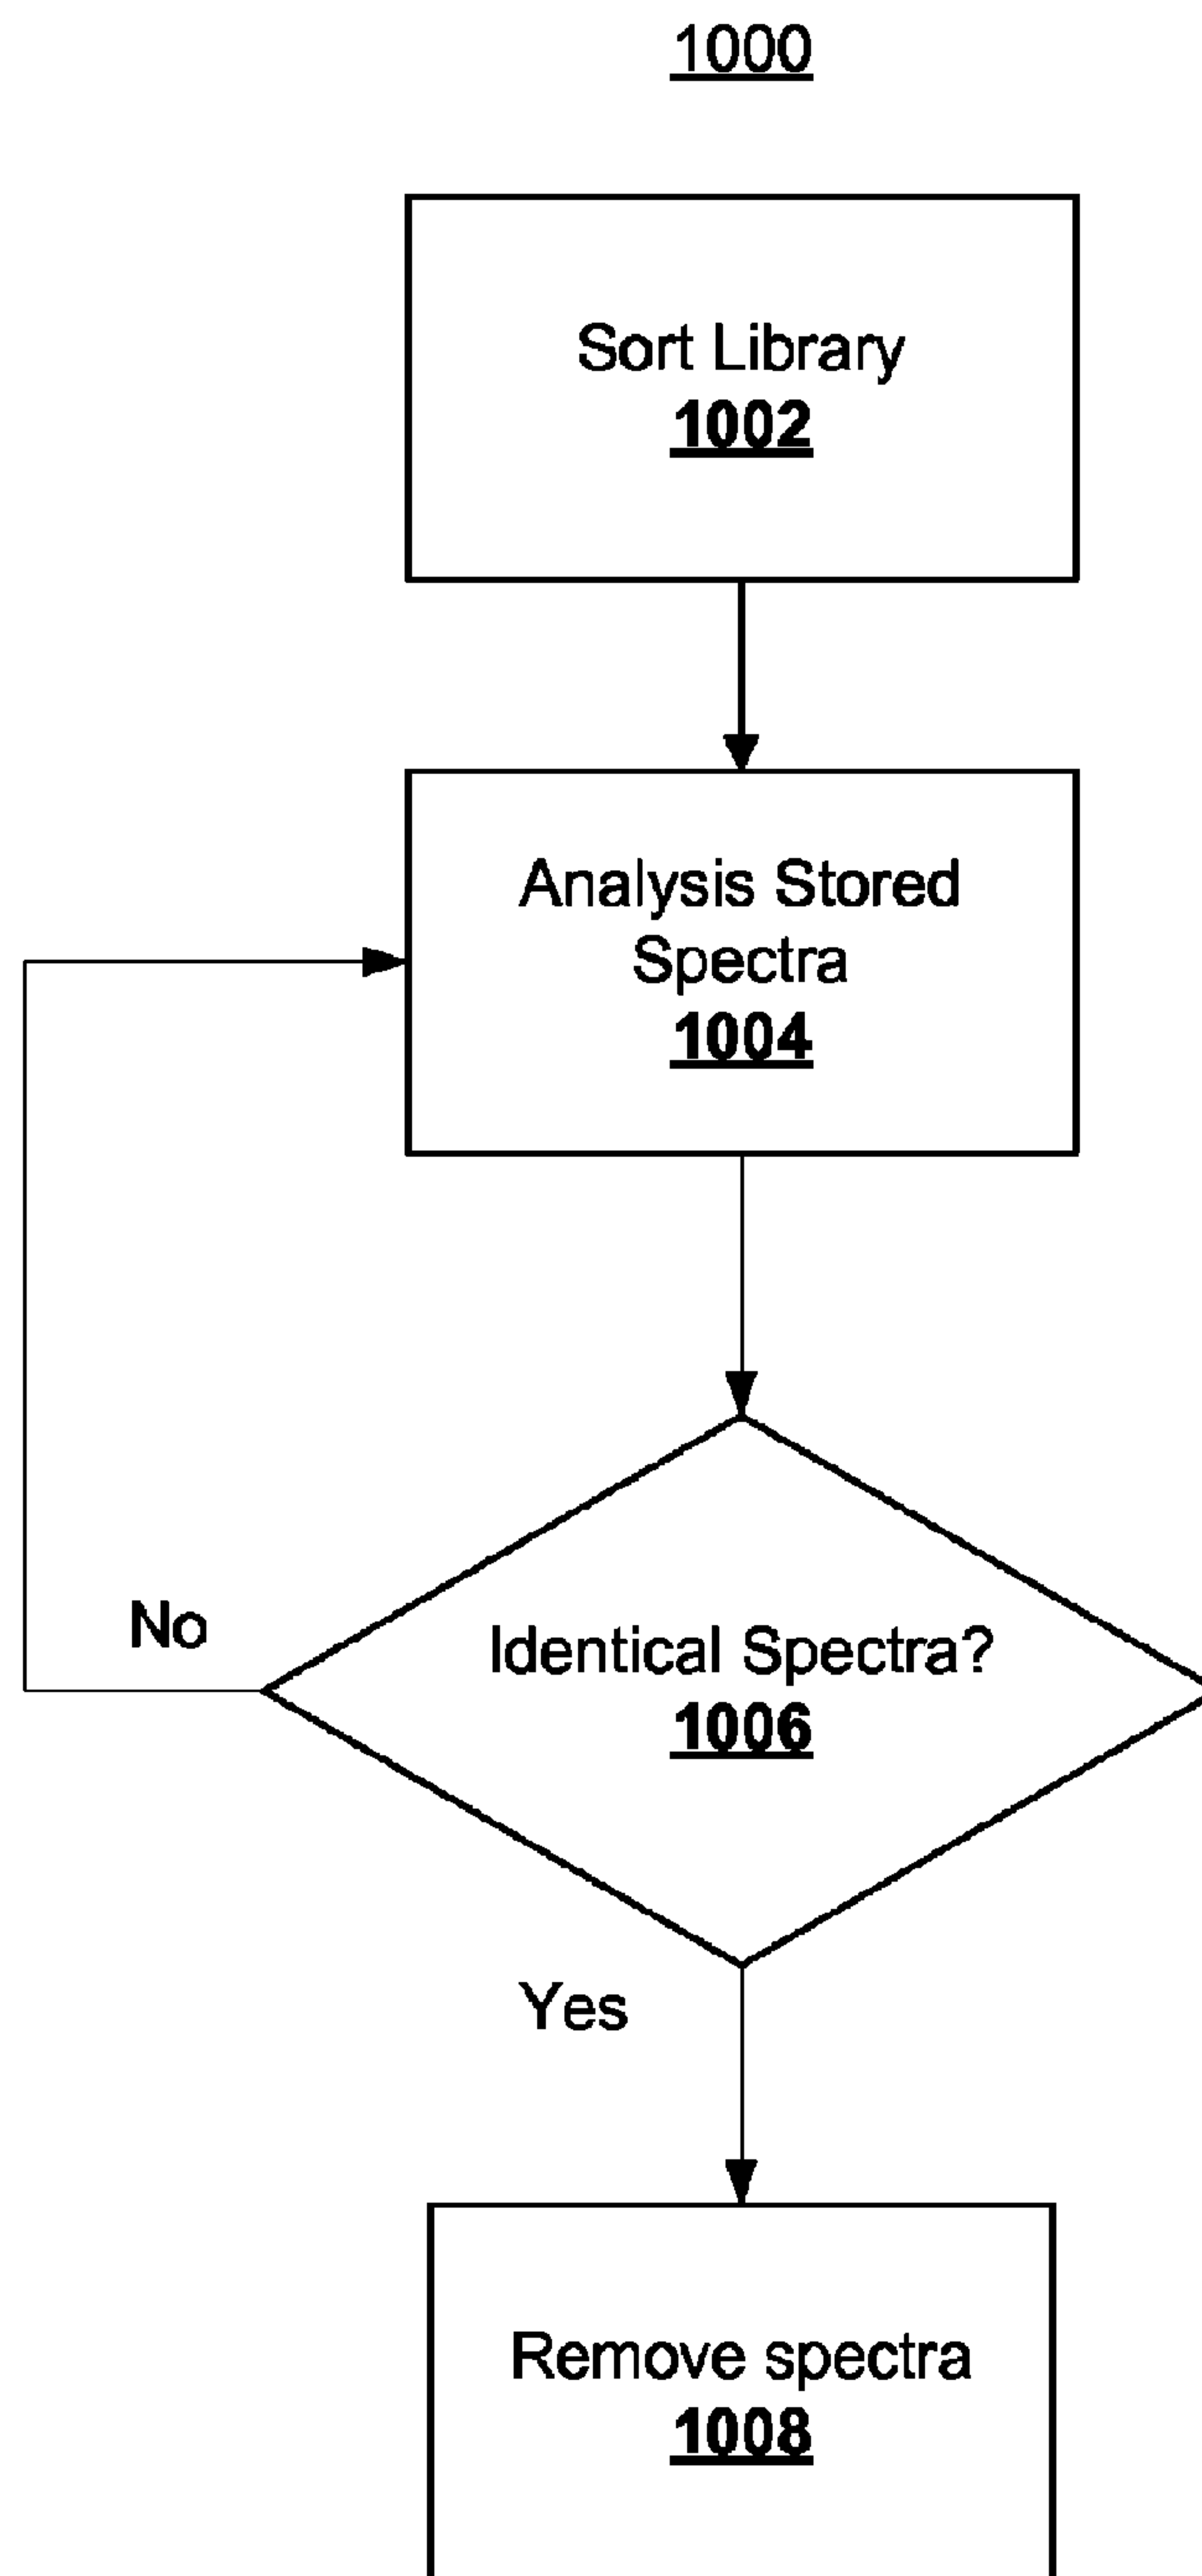 1000
Sort Library
1002
Analysis Stored
Spectra
1004
No
Identical Spectra?
1006
Yes
Remove spectra
1008